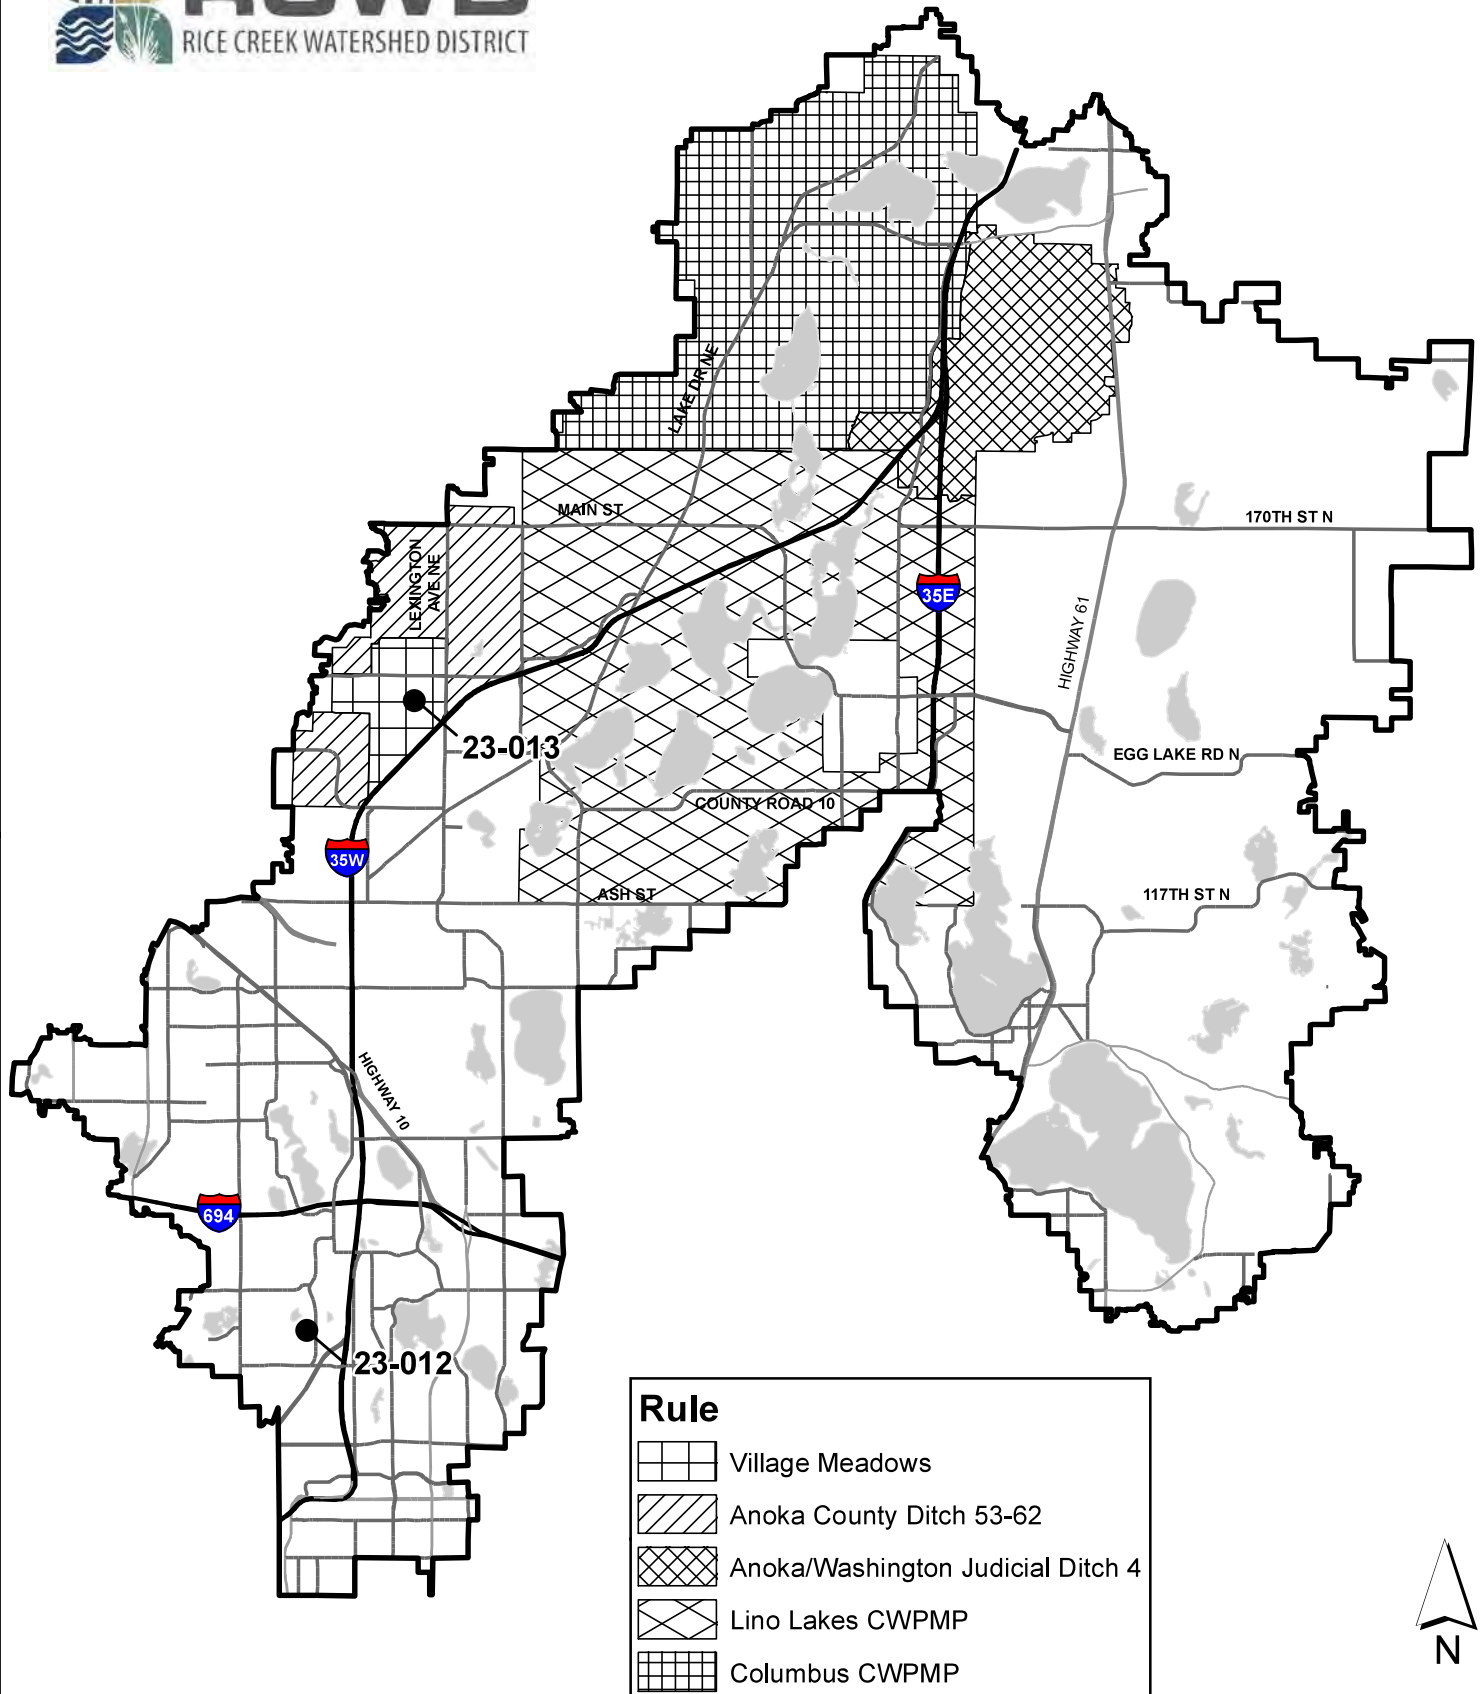 RCWD
RICE CREEK WATERSHED DISTRICT
LAKE DR NE
MAIN ST
170TH ST N
LEXINGTON
AVE NE
35E
HIGHWAY 61
23-013
EGG LAKE RD N
COUNTY ROAD 10
35W
ASH ST
117TH ST N
HIGHWAY 10
694
23-012
Rule
Village Meadows
Anoka County Ditch 53-62
Anoka/Washington Judicial Ditch 4
Lino Lakes CWPMP
Columbus CWPMP
N